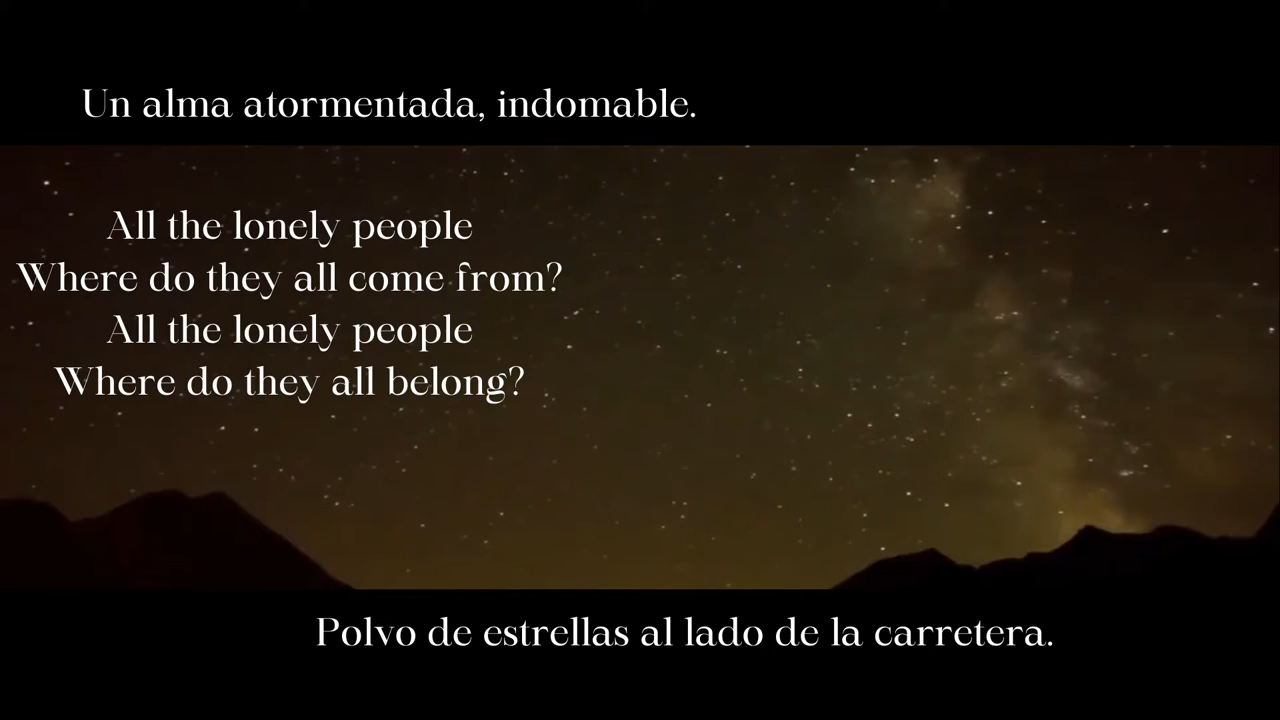 Un alma atormentada, indomable.
All the lonely people
Where do they all come from?
All the lonely people
Where do they all belong?
Polvo de estrellas al lado de la carretera.